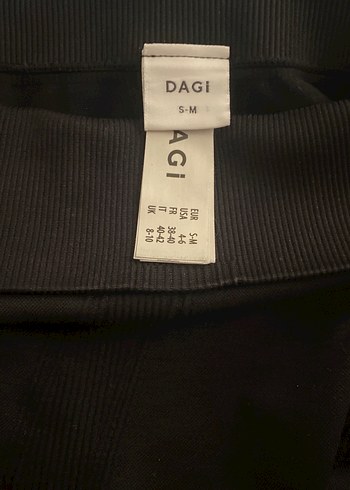 DAGİ
S-M
AGİ
EUR S-M
USA 4-6
FR 38-40
IT 40-42
UK 8-10